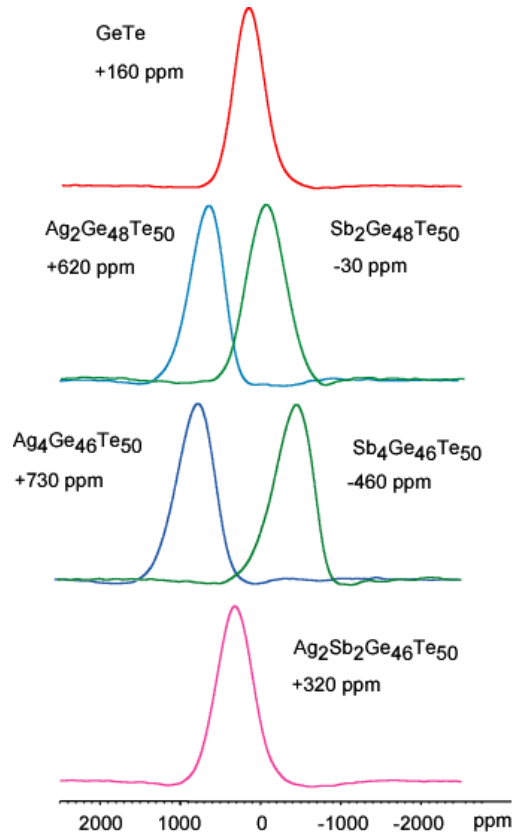 GeTe
+160 ppm
Ag2Ge48Te50
+620 ppm
Sb2Ge48Te50
-30 ppm
Ag4Ge46Te50
+730 ppm
Sb4Ge46Te50
-460 ppm
Ag2Sb2Ge46Te50
+320 ppm
2000 1000 0 -1000 -2000 ppm